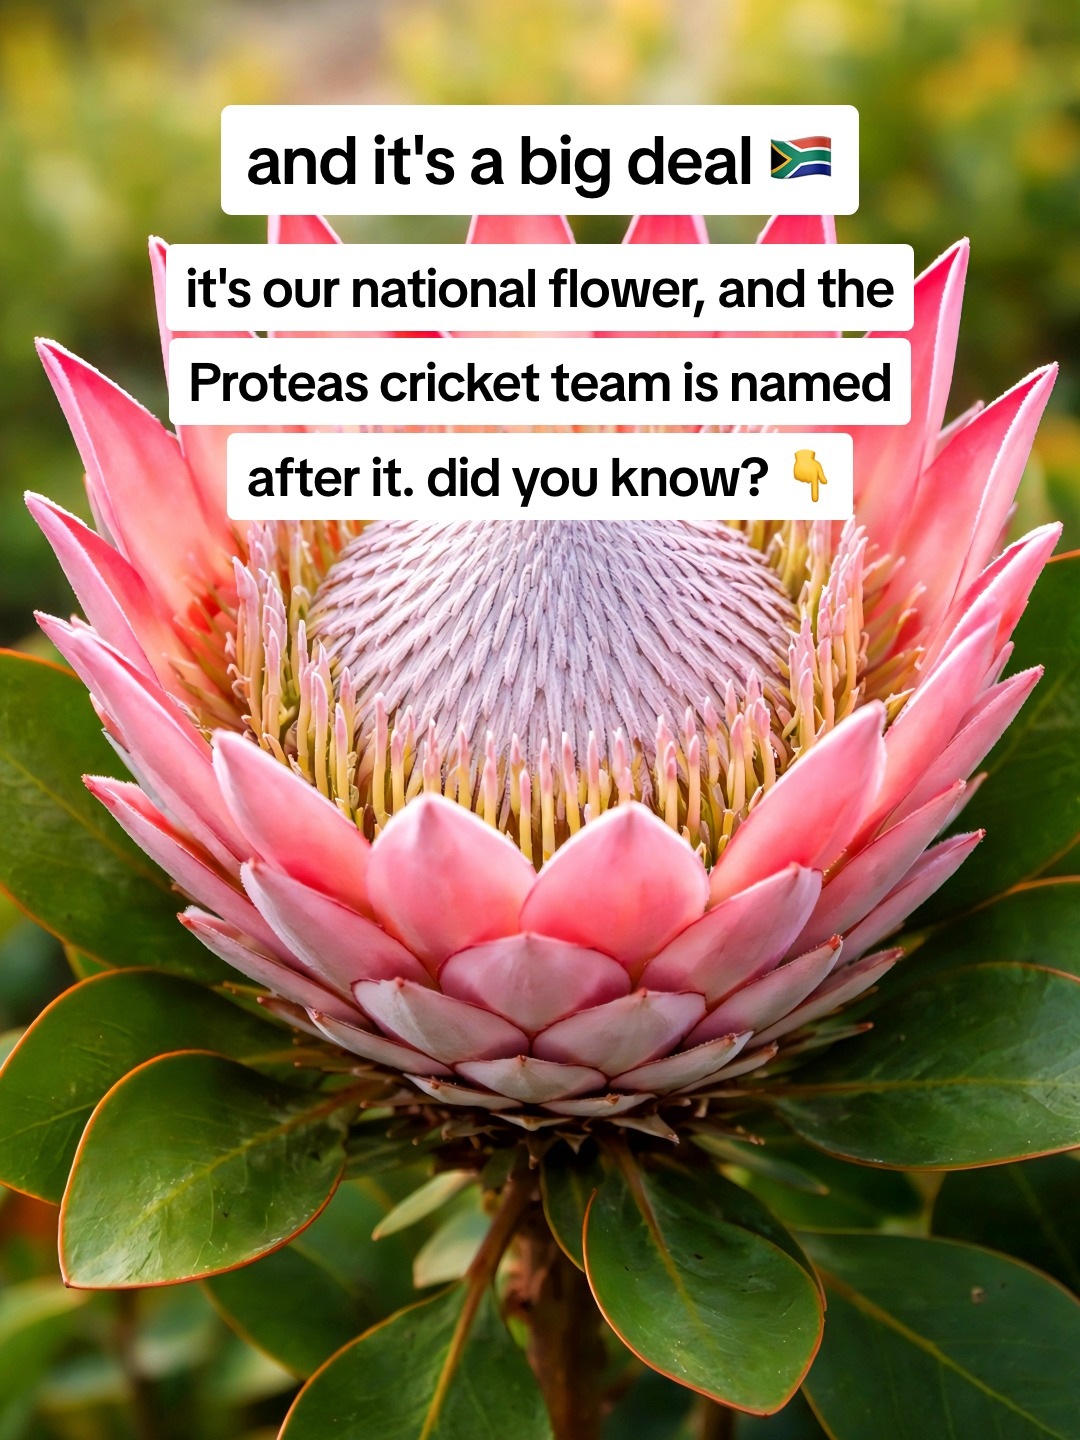 and it's a big deal 🇿🇦
it's our national flower, and the
Proteas cricket team is named
after it. did you know? 👇